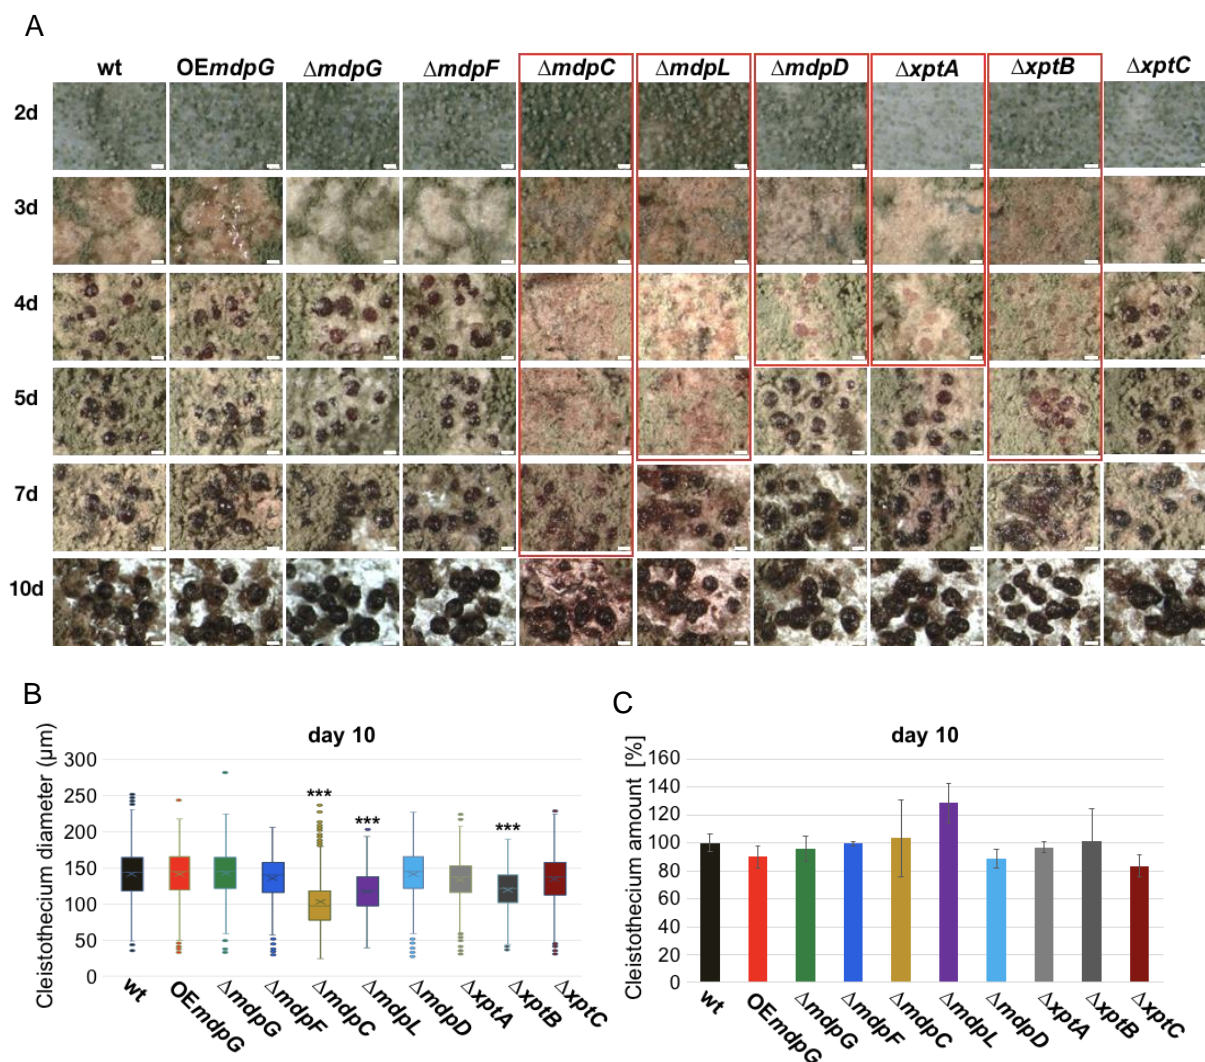 A
wt OEmdpG ΔmdpG ΔmdpF ΔmdpC ΔmdpL ΔmdpD ΔxptA ΔxptB ΔxptC
2d
3d
4d
5d
7d
10d
B
day 10
Cleistothecium diameter (μm)
300
250
200
150
100
50
0
***
***
***
wt OEmdpG ΔmdpG ΔmdpF ΔmdpC ΔmdpL ΔmdpD ΔxptA ΔxptB ΔxptC
C
day 10
Cleistothecium amount [%]
160
140
120
100
80
60
40
20
0
wt OEmdpG ΔmdpG ΔmdpF ΔmdpC ΔmdpL ΔmdpD ΔxptA ΔxptB ΔxptC